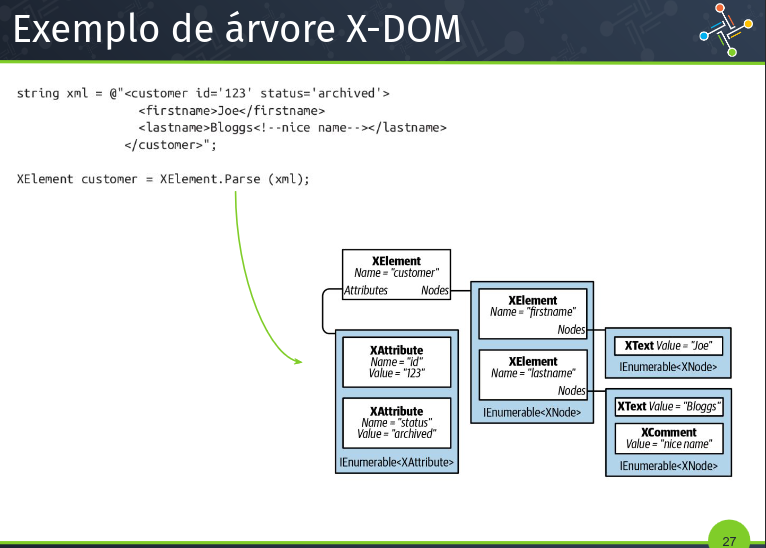 Exemplo de árvore X-DOM
string xml = @"<customer id='123' status='archived'>
<firstname>Joe</firstname>
<lastname>Bloggs<!--nice name--></lastname>
</customer>";
XElement customer = XElement.Parse (xml);
XElement
Name = "customer"
Attributes Nodes
XElement
Name = "firstname"
Nodes
XElement
Name = "lastname"
Nodes
IEnumerable<XNode>
XText Value = "Joe"
IEnumerable<XNode>
XText Value = "Bloggs"
XComment
Value = "nice name"
IEnumerable<XNode>
XAttribute
Name = "id"
Value = "123"
XAttribute
Name = "status"
Value = "archived"
IEnumerable<XAttribute>
27